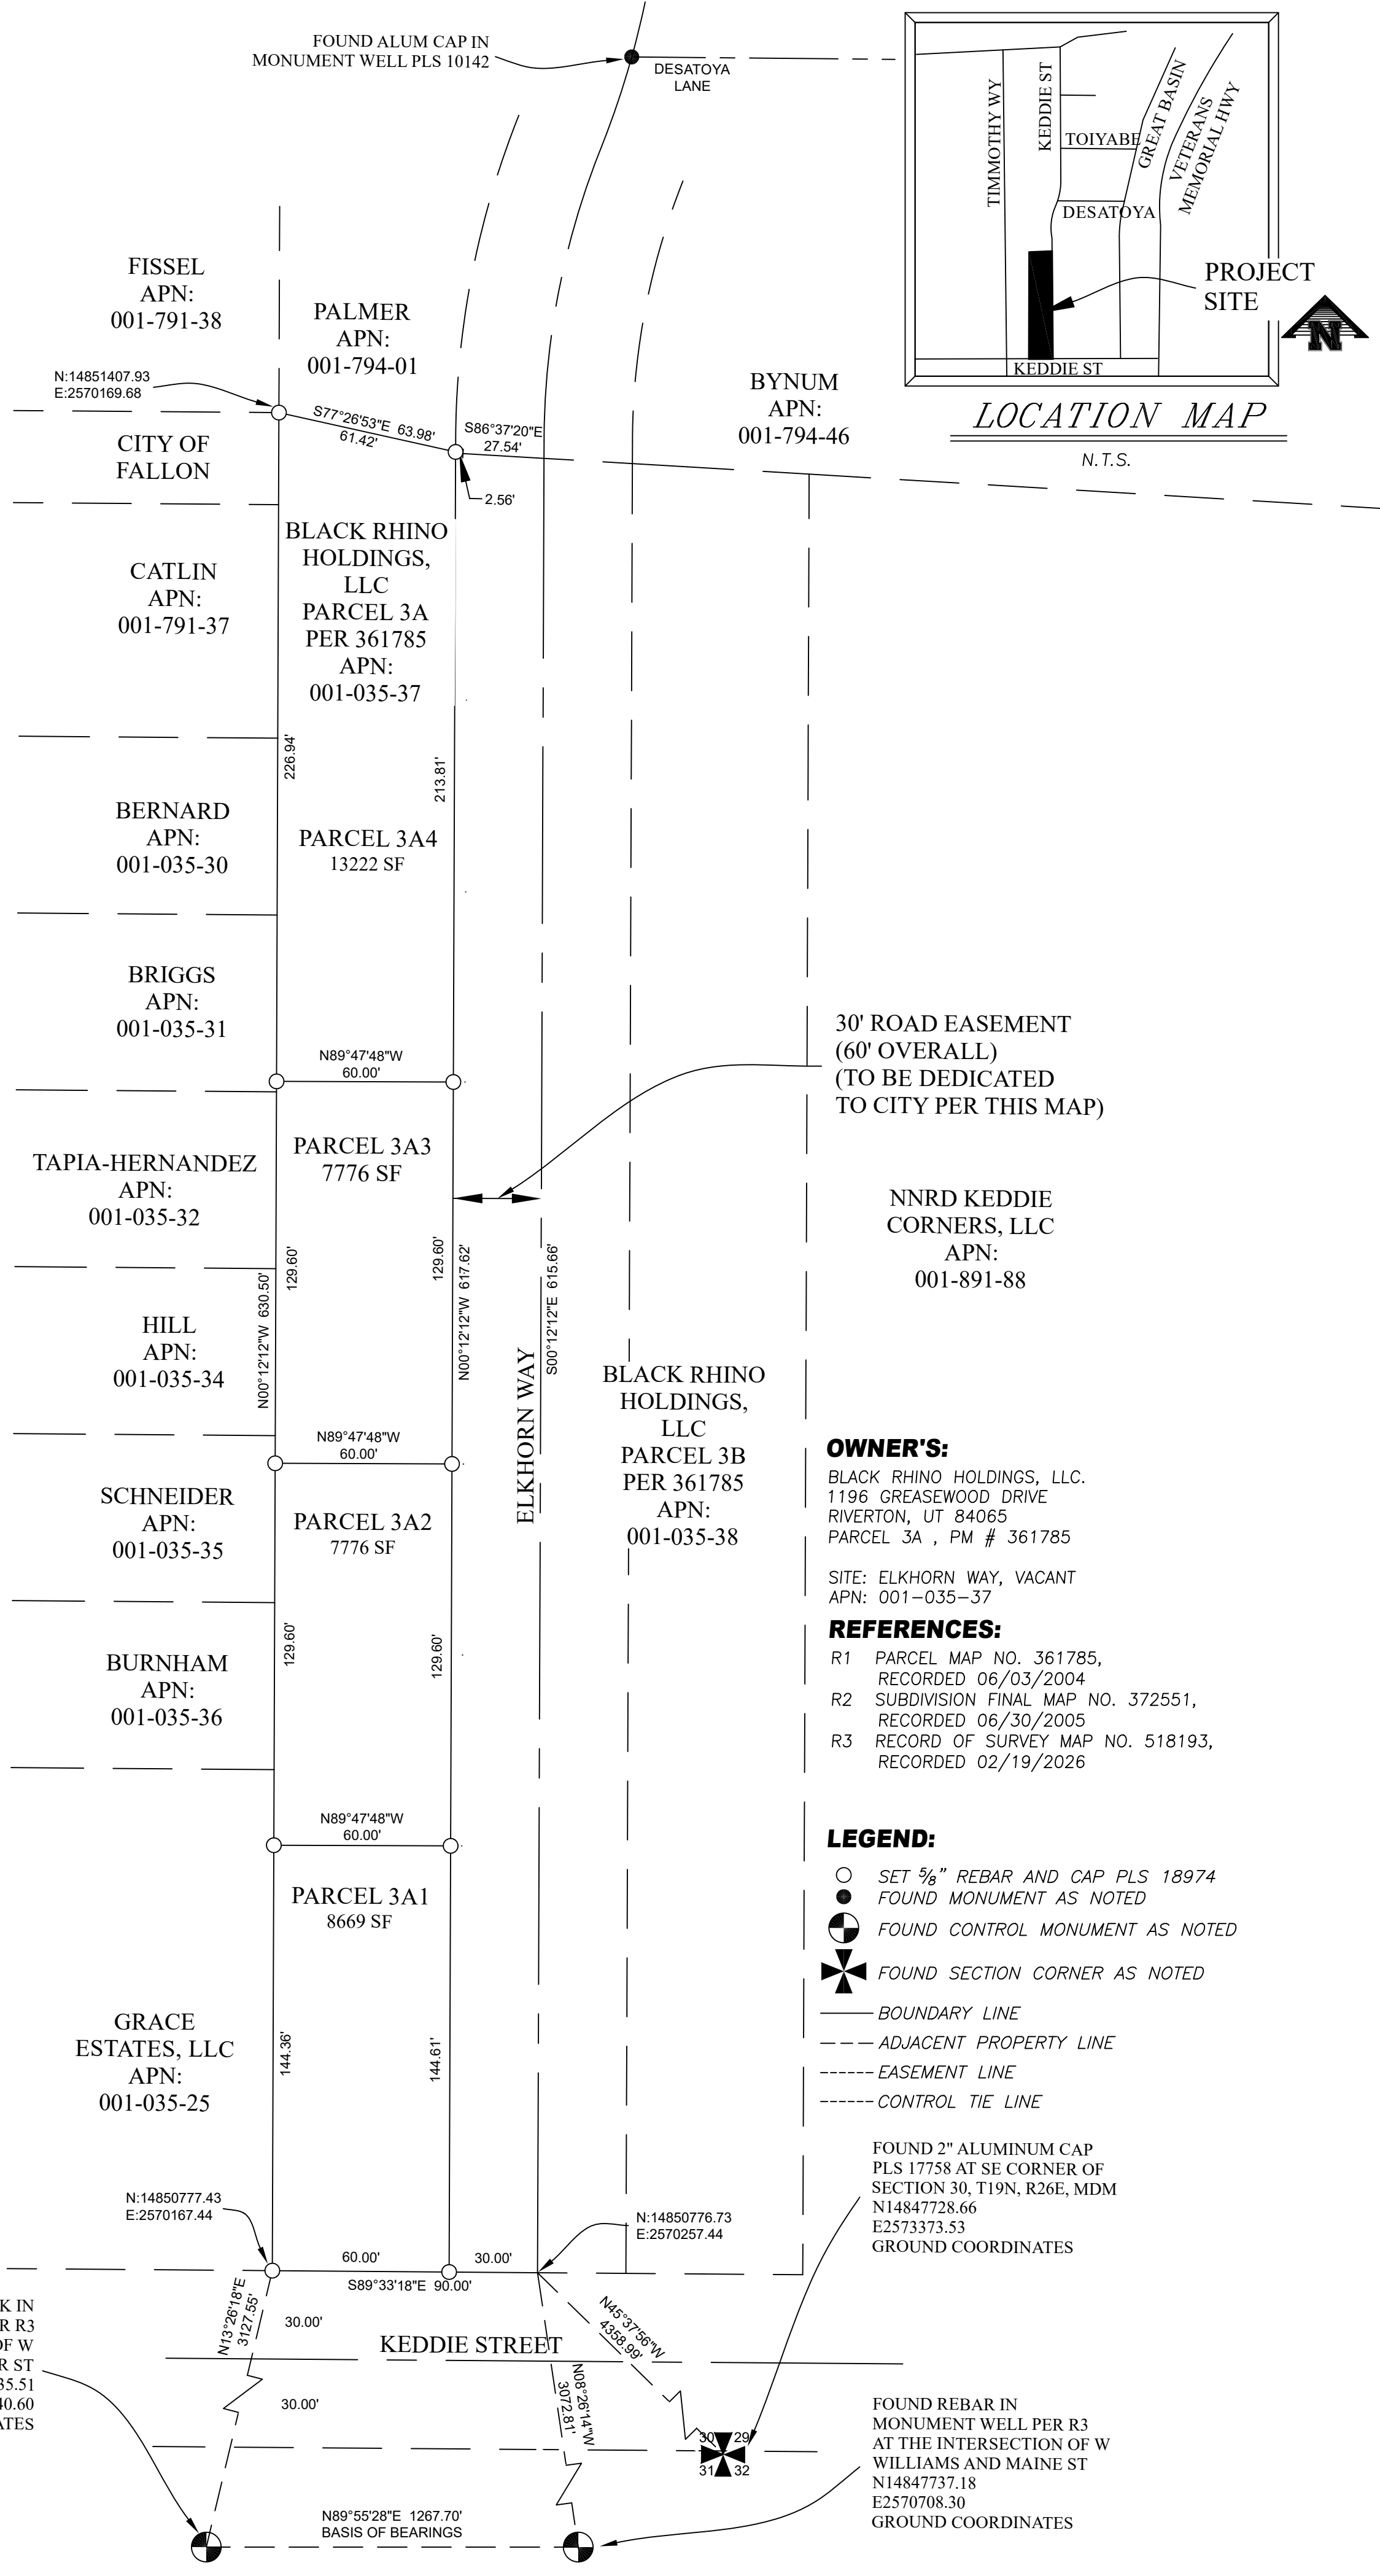 FOUND ALUM CAP IN
MONUMENT WELL PLS 10142
DESATOYA
LANE
TIMMOTHY WY
KEDDIE ST
TOIYABE
GREAT BASIN
VETERANS
MEMORIAL HWY
DESATOYA
PROJECT
SITE
N
KEDDIE ST
LOCATION MAP
N.T.S.
FISSEL
APN:
001-791-38
PALMER
APN:
001-794-01
N:14851407.93
E:2570169.68
BYNUM
APN:
001-794-46
S77°26'53"E 63.98'
61.42'
S86°37'20"E
27.54'
2.56'
CITY OF
FALLON
BLACK RHINO
HOLDINGS,
LLC
PARCEL 3A
PER 361785
APN:
001-035-37
CATLIN
APN:
001-791-37
226.94'
213.81'
BERNARD
APN:
001-035-30
PARCEL 3A4
13222 SF
BRIGGS
APN:
001-035-31
N89°47'48"W
60.00'
30' ROAD EASEMENT
(60' OVERALL)
(TO BE DEDICATED
TO CITY PER THIS MAP)
TAPIA-HERNANDEZ
APN:
001-035-32
PARCEL 3A3
7776 SF
NNRD KEDDIE
CORNERS, LLC
APN:
001-891-88
N00°12'12"W 630.50'
129.60'
129.60'
N00°12'12"W 617.62'
S00°12'12"E 615.66'
ELKHORN WAY
HILL
APN:
001-035-34
BLACK RHINO
HOLDINGS,
LLC
PARCEL 3B
PER 361785
APN:
001-035-38
N89°47'48"W
60.00'
SCHNEIDER
APN:
001-035-35
PARCEL 3A2
7776 SF
OWNER'S:
BLACK RHINO HOLDINGS, LLC.
1196 GREASEWOOD DRIVE
RIVERTON, UT 84065
PARCEL 3A , PM # 361785
SITE: ELKHORN WAY, VACANT
APN: 001-035-37
REFERENCES:
R1 PARCEL MAP NO. 361785,
RECORDED 06/03/2004
R2 SUBDIVISION FINAL MAP NO. 372551,
RECORDED 06/30/2005
R3 RECORD OF SURVEY MAP NO. 518193,
RECORDED 02/19/2026
129.60'
129.60'
BURNHAM
APN:
001-035-36
N89°47'48"W
60.00'
PARCEL 3A1
8669 SF
LEGEND:
SET ⅝" REBAR AND CAP PLS 18974
FOUND MONUMENT AS NOTED
FOUND CONTROL MONUMENT AS NOTED
FOUND SECTION CORNER AS NOTED
BOUNDARY LINE
ADJACENT PROPERTY LINE
EASEMENT LINE
CONTROL TIE LINE
GRACE
ESTATES, LLC
APN:
001-035-25
144.36'
144.61'
N:14850777.43
E:2570167.44
N:14850776.73
E:2570257.44
FOUND 2" ALUMINUM CAP
PLS 17758 AT SE CORNER OF
SECTION 30, T19N, R26E, MDM
N14847728.66
E2573373.53
GROUND COORDINATES
60.00'
30.00'
S89°33'18"E 90.00'
N13°26'18"E
3127.55'
30.00'
KEDDIE STREET
30.00'
N45°37'56"W
4358.99'
N08°26'14"W
3072.81'
30 29
31 32
K IN
R R3
OF W
R ST
35.51
40.60
ATES
FOUND REBAR IN
MONUMENT WELL PER R3
AT THE INTERSECTION OF W
WILLIAMS AND MAINE ST
N14847737.18
E2570708.30
GROUND COORDINATES
N89°55'28"E 1267.70'
BASIS OF BEARINGS